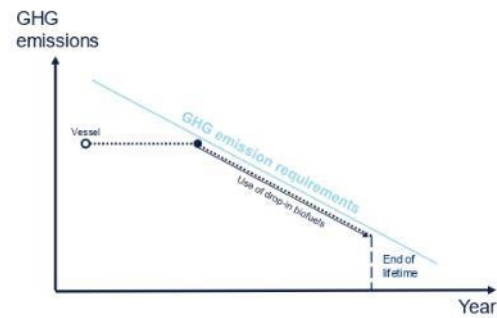 GHG
emissions
Vessel
GHG emission requirements
Use of drop-in biofuels
End of
lifetime
Year